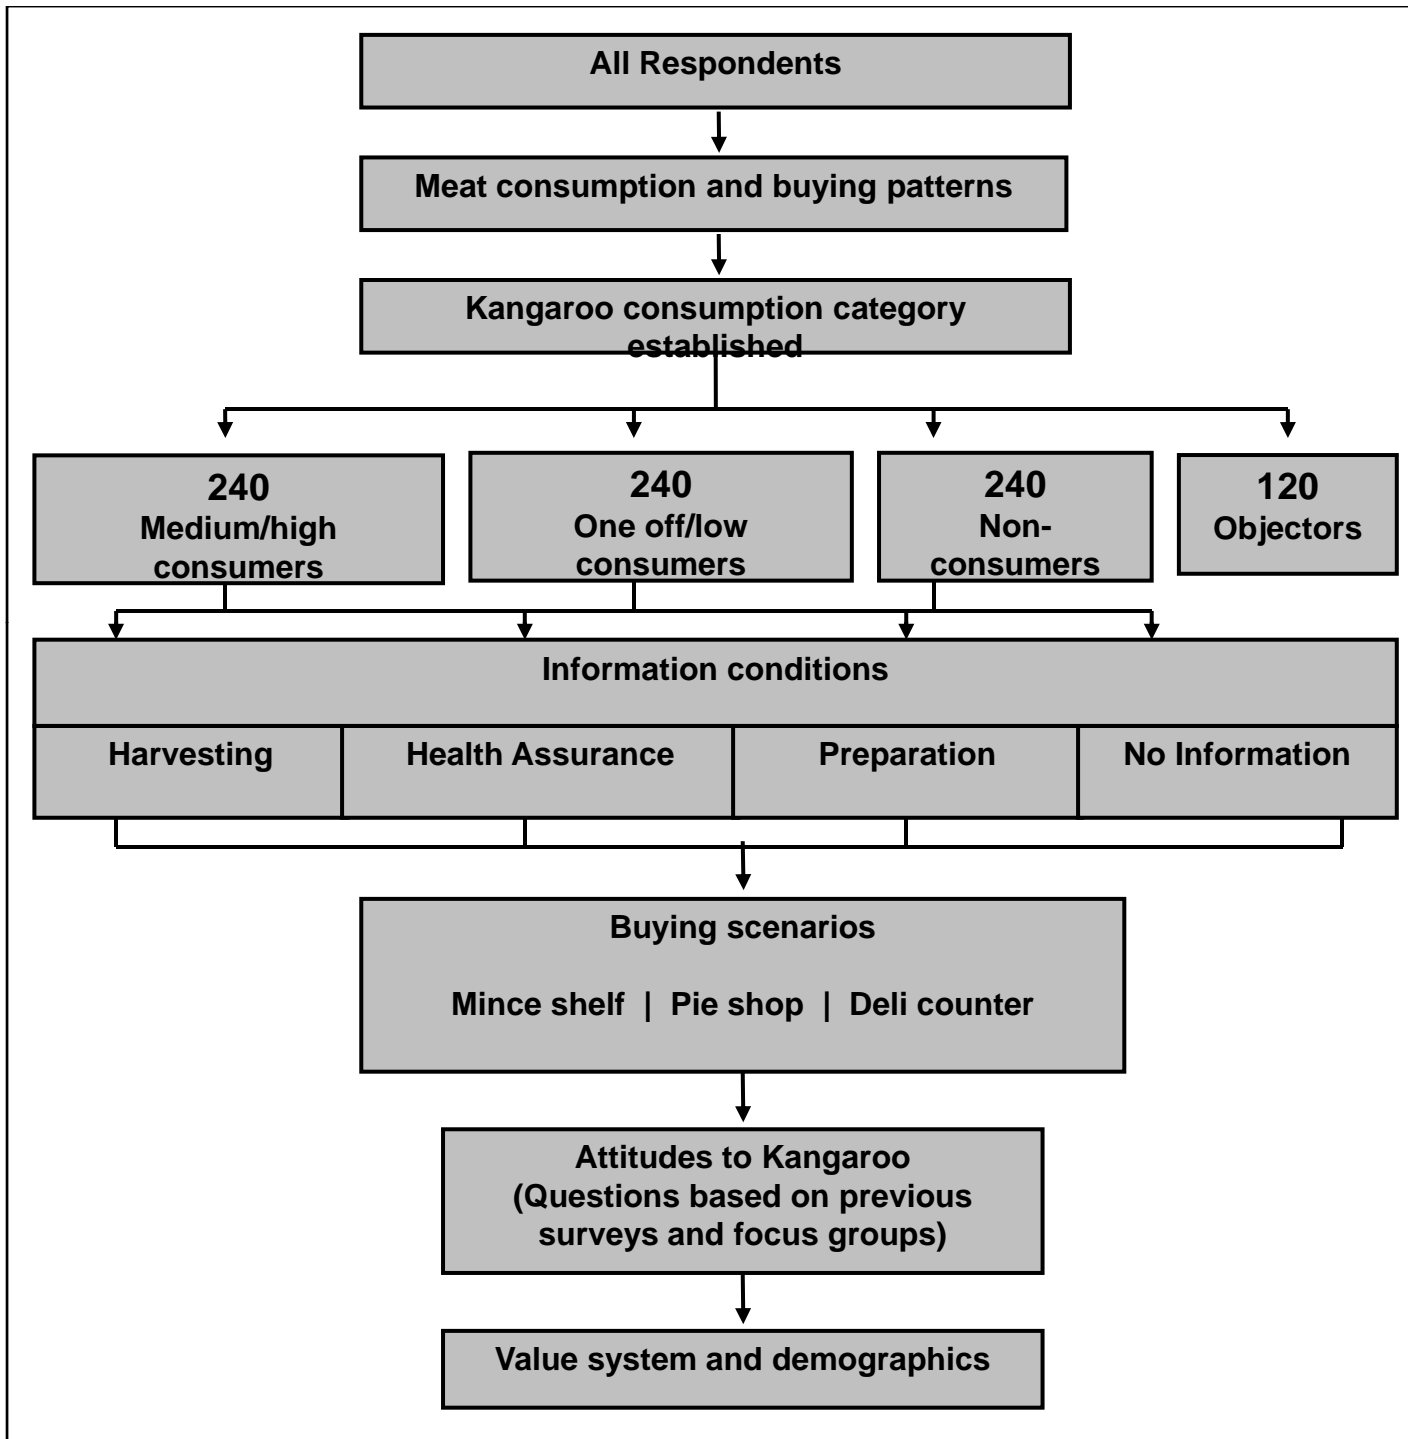 All Respondents
Meat consumption and buying patterns
Kangaroo consumption category
established
240
Medium/high
consumers
240
One off/low
consumers
240
Non-
consumers
120
Objectors
Information conditions
Harvesting
Health Assurance
Preparation
No Information
Buying scenarios
Mince shelf | Pie shop | Deli counter
Attitudes to Kangaroo
(Questions based on previous
surveys and focus groups)
Value system and demographics